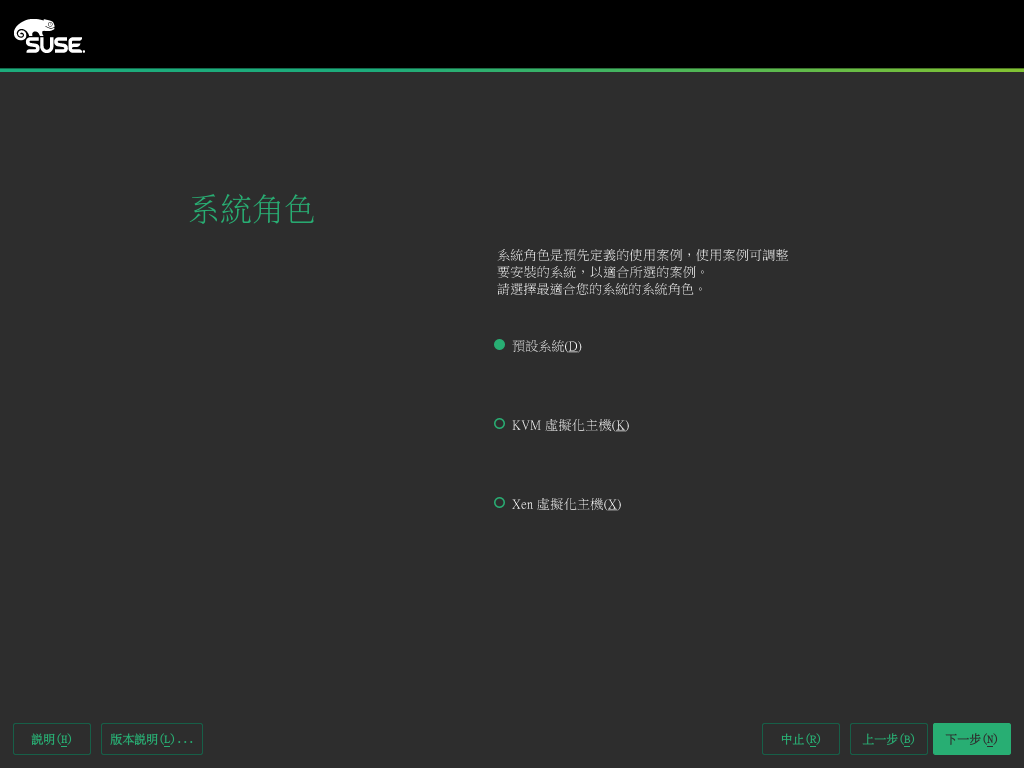 SUSE.
系統角色
系統角色是預先定義的使用案例，使用案例可調整
要安裝的系統，以適合所選的案例。
請選擇最適合您的系統的系統角色。
預設系統(D)
KVM 虛擬化主機(K)
Xen 虛擬化主機(X)
說明(H) 版本說明(L)... 中止(R) 上一步(B) 下一步(N)